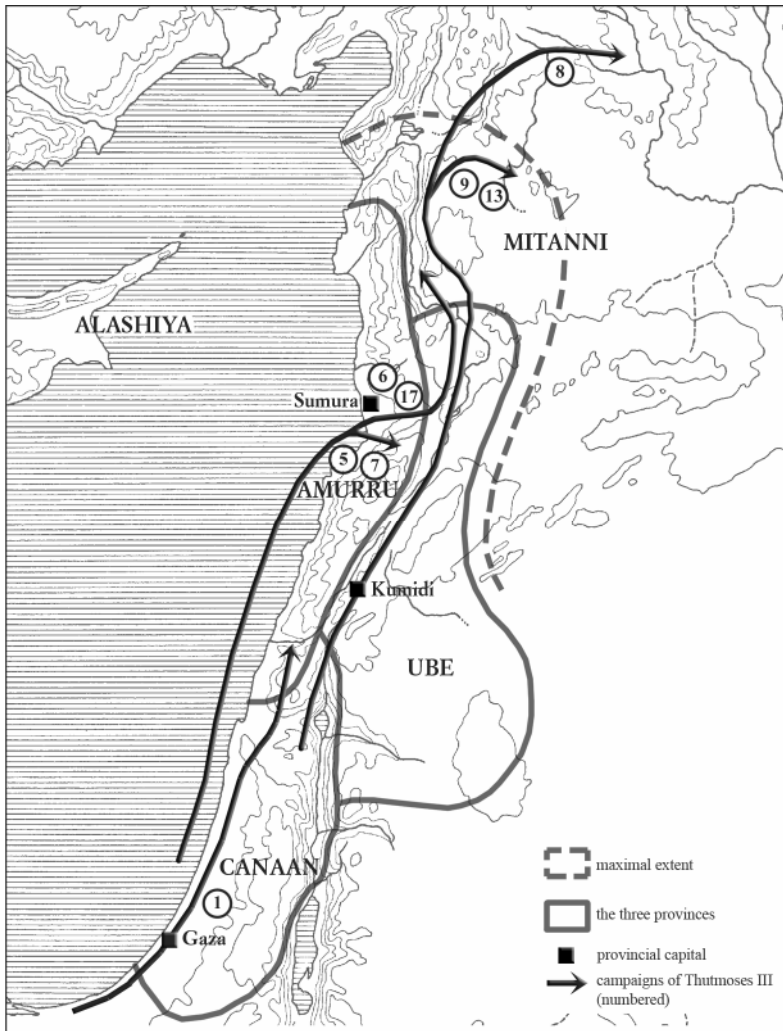 8
9
13
MITANNI
ALASHIYA
6
17
Sumura
5
7
AMURRU
Kumidi
UBE
CANAAN
1
Gaza
maximal extent
the three provinces
provincial capital
campaigns of Thutmoses III
(numbered)